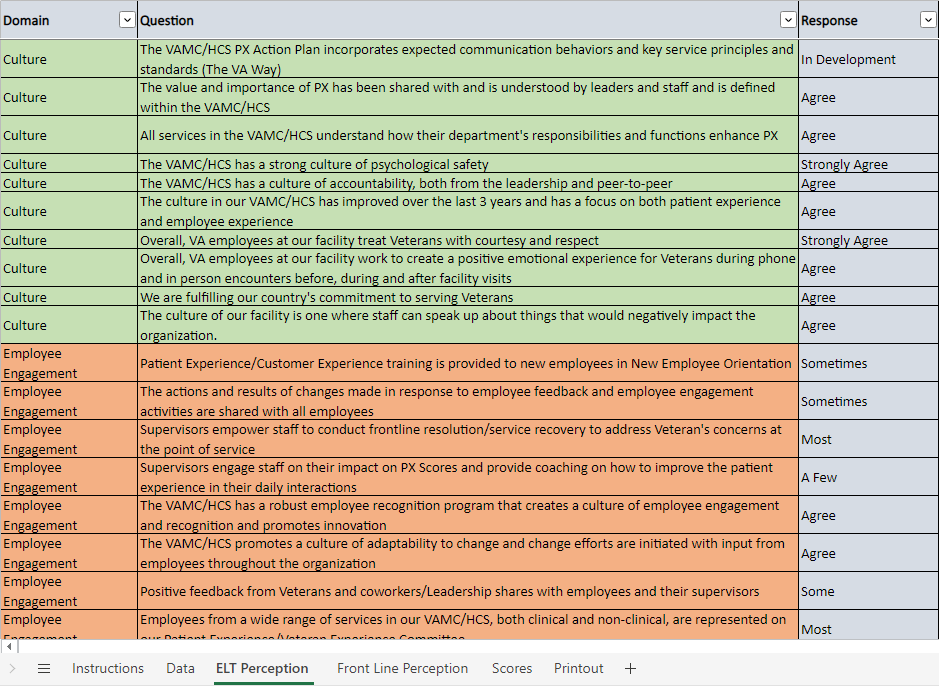 Domain Question Response
Culture The VAMC/HCS PX Action Plan incorporates expected communication behaviors and key service principles and
standards (The VA Way) In Development
Culture The value and importance of PX has been shared with and is understood by leaders and staff and is defined
within the VAMC/HCS Agree
Culture All services in the VAMC/HCS understand how their department's responsibilities and functions enhance PX Agree
Culture The VAMC/HCS has a strong culture of psychological safety Strongly Agree
Culture The VAMC/HCS has a culture of accountability, both from the leadership and peer-to-peer Agree
Culture The culture in our VAMC/HCS has improved over the last 3 years and has a focus on both patient experience
and employee experience Agree
Culture Overall, VA employees at our facility treat Veterans with courtesy and respect Strongly Agree
Culture Overall, VA employees at our facility work to create a positive emotional experience for Veterans during phone
and in person encounters before, during and after facility visits Agree
Culture We are fulfilling our country's commitment to serving Veterans Agree
Culture The culture of our facility is one where staff can speak up about things that would negatively impact the
organization. Agree
Employee
Engagement Patient Experience/Customer Experience training is provided to new employees in New Employee Orientation Sometimes
Employee The actions and results of changes made in response to employee feedback and employee engagement
Engagement activities are shared with all employees Sometimes
Employee Supervisors empower staff to conduct frontline resolution/service recovery to address Veteran's concerns at
Engagement the point of service Most
Employee Supervisors engage staff on their impact on PX Scores and provide coaching on how to improve the patient
Engagement experience in their daily interactions A Few
Employee The VAMC/HCS has a robust employee recognition program that creates a culture of employee engagement
Engagement and recognition and promotes innovation Agree
Employee The VAMC/HCS promotes a culture of adaptability to change and change efforts are initiated with input from
Engagement employees throughout the organization Agree
Employee
Engagement Positive feedback from Veterans and coworkers/Leadership shares with employees and their supervisors Some
Employee Employees from a wide range of services in our VAMC/HCS, both clinical and non-clinical, are represented on
Engagement our Patient Experience/Veteran Experience Committee Most
Instructions Data ELT Perception Front Line Perception Scores Printout